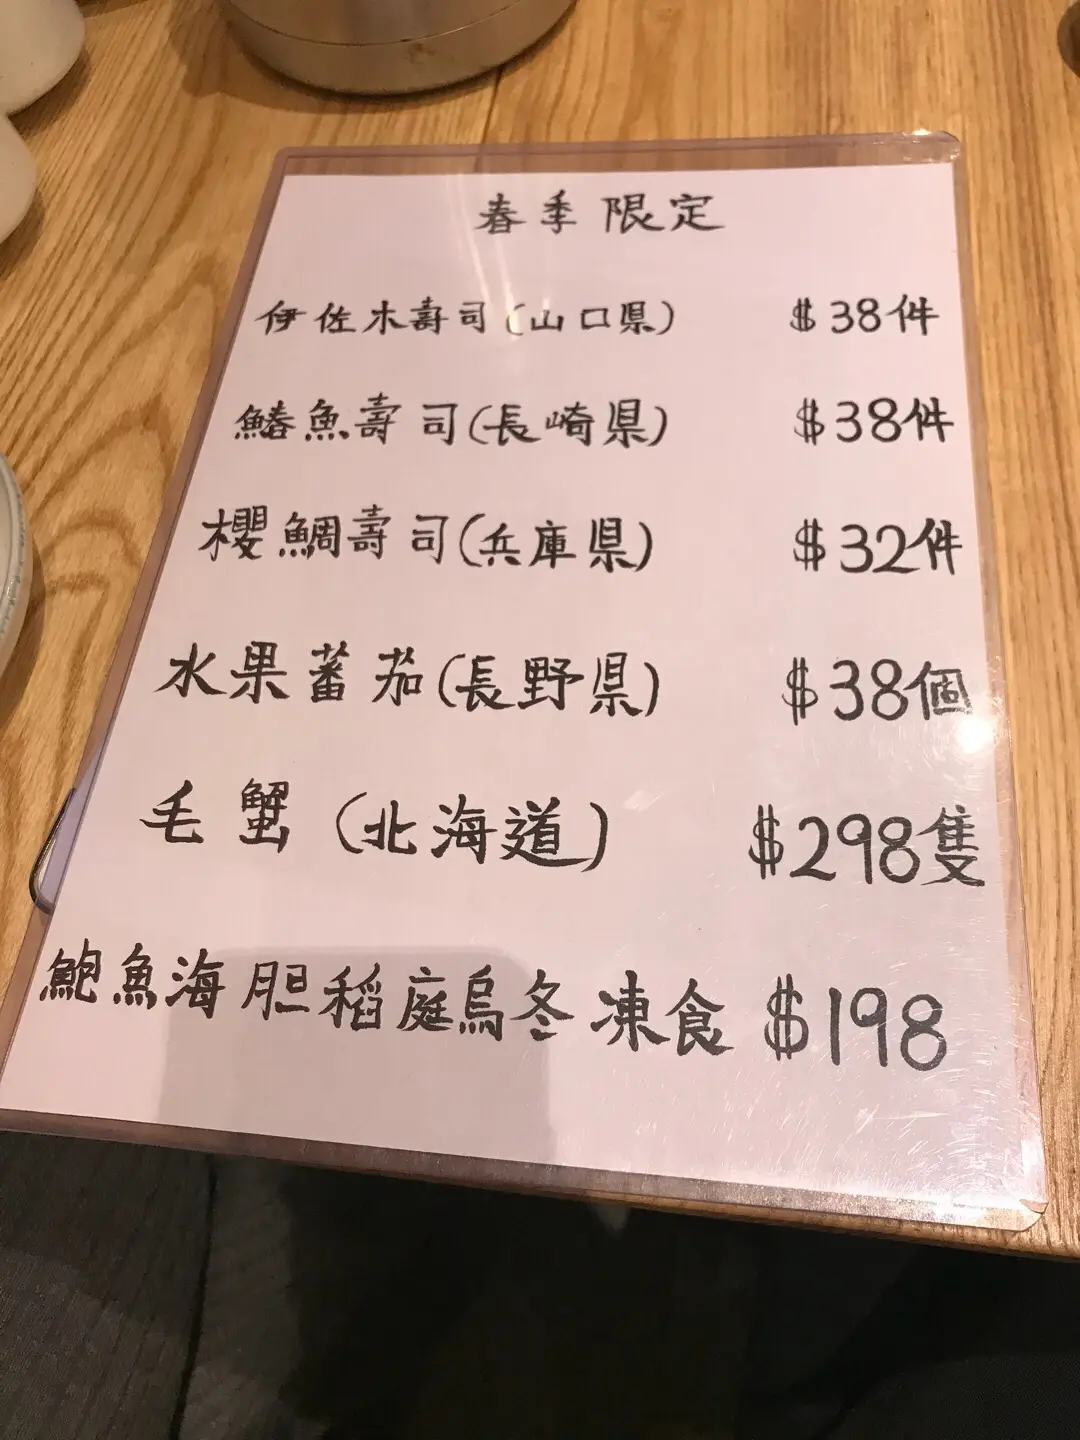 春季限定
伊佐木壽司(山口県) $38件
鰆魚壽司(長崎県) $38件
櫻鯛壽司(兵庫県) $32件
水果蕃茄(長野県) $38個
毛蟹(北海道) $298隻
鮑魚海胆稻庭烏冬凍食 $198